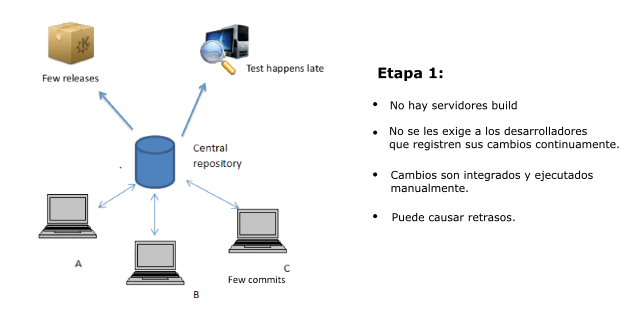 Few releases
Test happens late
Central
repository
A
B
C
Few commits
Etapa 1:
• No hay servidores build
• No se les exige a los desarrolladores
que registren sus cambios continuamente.
• Cambios son integrados y ejecutados
manualmente.
• Puede causar retrasos.